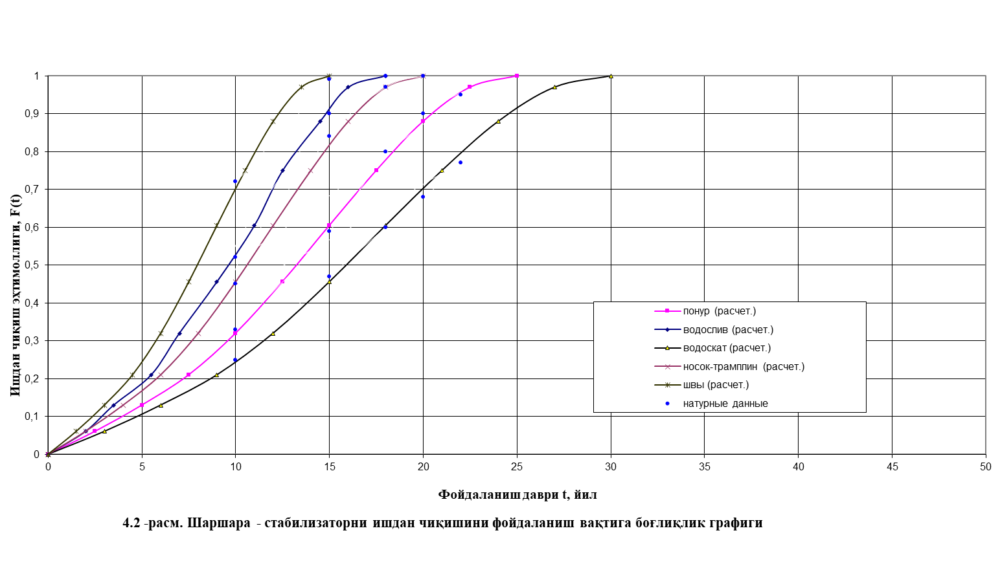 1
0,9
0,8
0,7
0,6
0,5
0,4
0,3
0,2
0,1
0
Ишдан чиқиш эҳтимоллиги, F(t)
понур (расчет.)
водослив (расчет.)
водоскат (расчет.)
носок-трамплин (расчет.)
швы (расчет.)
натурные данные
0 5 10 15 20 25 30 35 40 45 50
Фойдаланиш даври t, йил
4.2 -расм. Шаршара - стабилизаторни ишдан чиқишини фойдаланиш вақтига боғлиқлик графиги